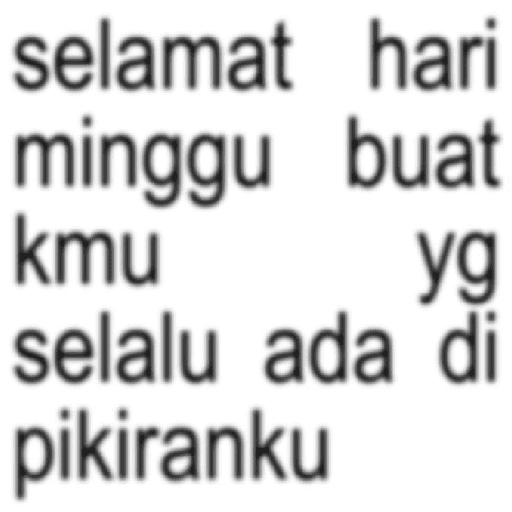 selamat hari
minggu buat
kmu yg
selalu ada di
pikiranku